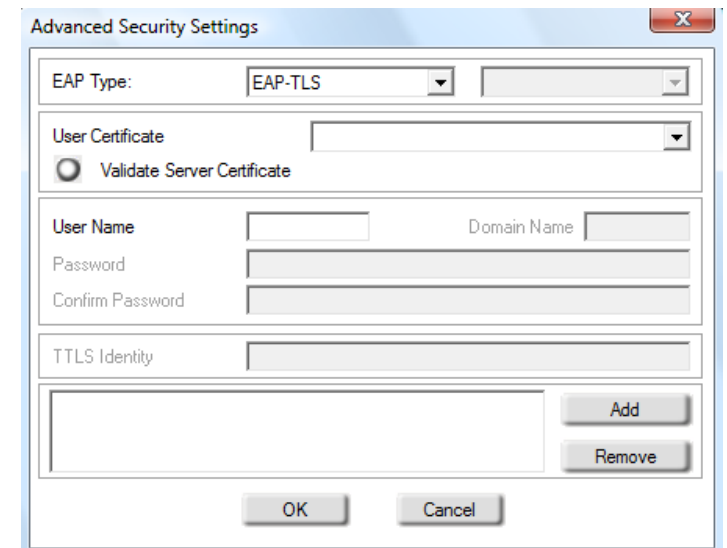 Advanced Security Settings
EAP Type: EAP-TLS
User Certificate
Validate Server Certificate
User Name Domain Name
Password
Confirm Password
TTLS Identity
Add
Remove
OK Cancel